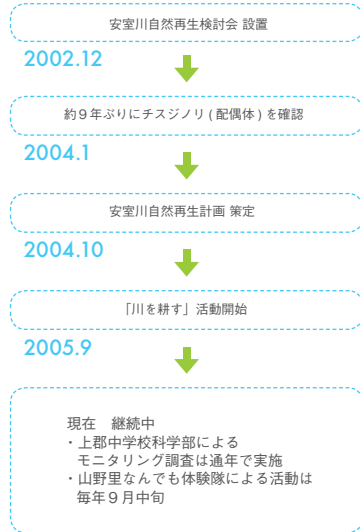 安室川自然再生検討会 設置
2002.12
約９年ぶりにチスジノリ ( 配偶体 ) を確認
2004.1
安室川自然再生計画 策定
2004.10
「川を耕す」活動開始
2005.9
現在　継続中
・上郡中学校科学部による
モニタリング調査は通年で実施
・山野里なんでも体験隊による活動は
毎年９月中旬